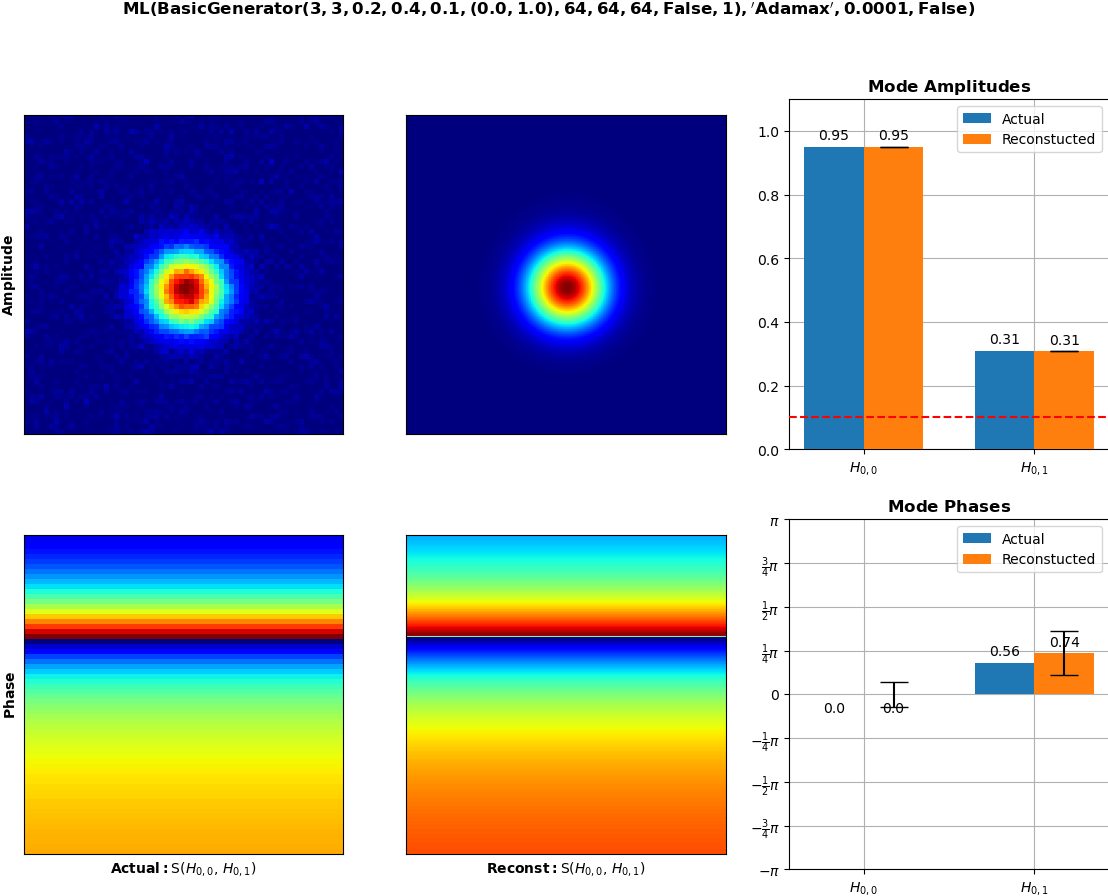 ML(BasicGenerator(3, 3, 0.2, 0.4, 0.1, (0.0, 1.0), 64, 64, 64, False, 1), ′Adamax′, 0.0001, False)
Amplitude
Mode Amplitudes
Actual
Reconstucted
1.0
0.8
0.6
0.4
0.2
0.0
0.95
0.95
0.31
0.31
H0,0
H0,1
Phase
Actual: S(H0,0, H0,1)
Reconst: S(H0,0, H0,1)
Mode Phases
Actual
Reconstucted
π
3/4π
1/2π
1/4π
0
−1/4π
−1/2π
−3/4π
−π
0.0
0.0
0.56
0.74
H0,0
H0,1